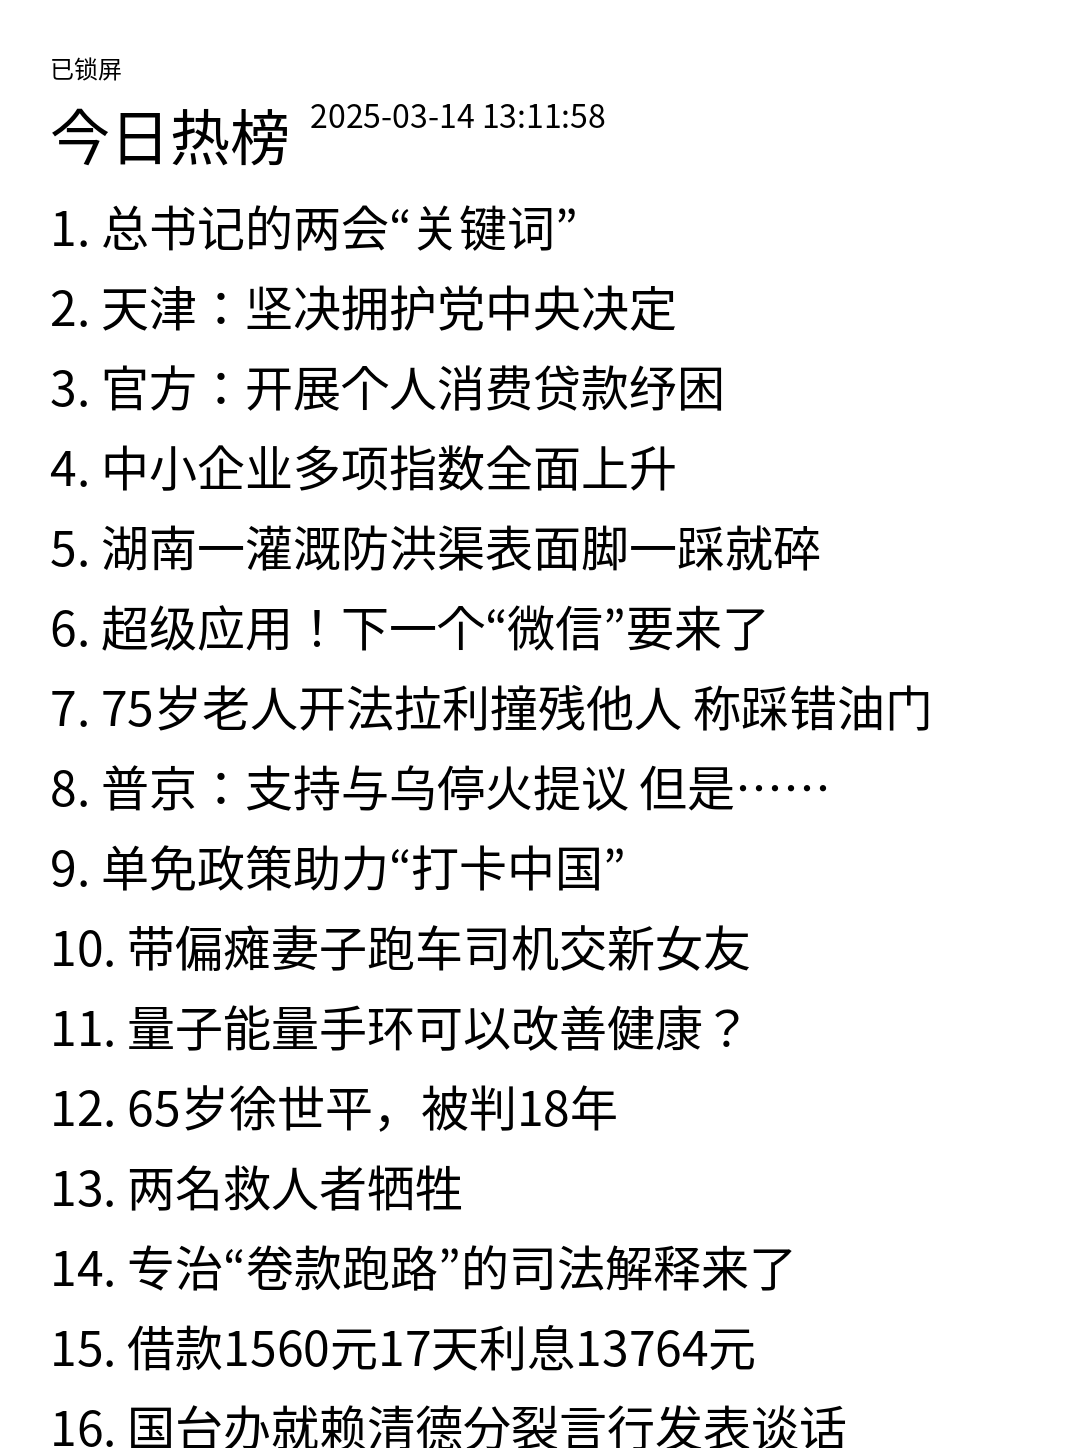 已锁屏
今日热榜 2025-03-14 13:11:58
1. 总书记的两会“关键词”
2. 天津：坚决拥护党中央决定
3. 官方：开展个人消费贷款纾困
4. 中小企业多项指数全面上升
5. 湖南一灌溉防洪渠表面脚一踩就碎
6. 超级应用！下一个“微信”要来了
7. 75岁老人开法拉利撞残他人 称踩错油门
8. 普京：支持与乌停火提议 但是……
9. 单免政策助力“打卡中国”
10. 带偏瘫妻子跑车司机交新女友
11. 量子能量手环可以改善健康？
12. 65岁徐世平，被判18年
13. 两名救人者牺牲
14. 专治“卷款跑路”的司法解释来了
15. 借款1560元17天利息13764元
16. 国台办就赖清德分裂言行发表谈话